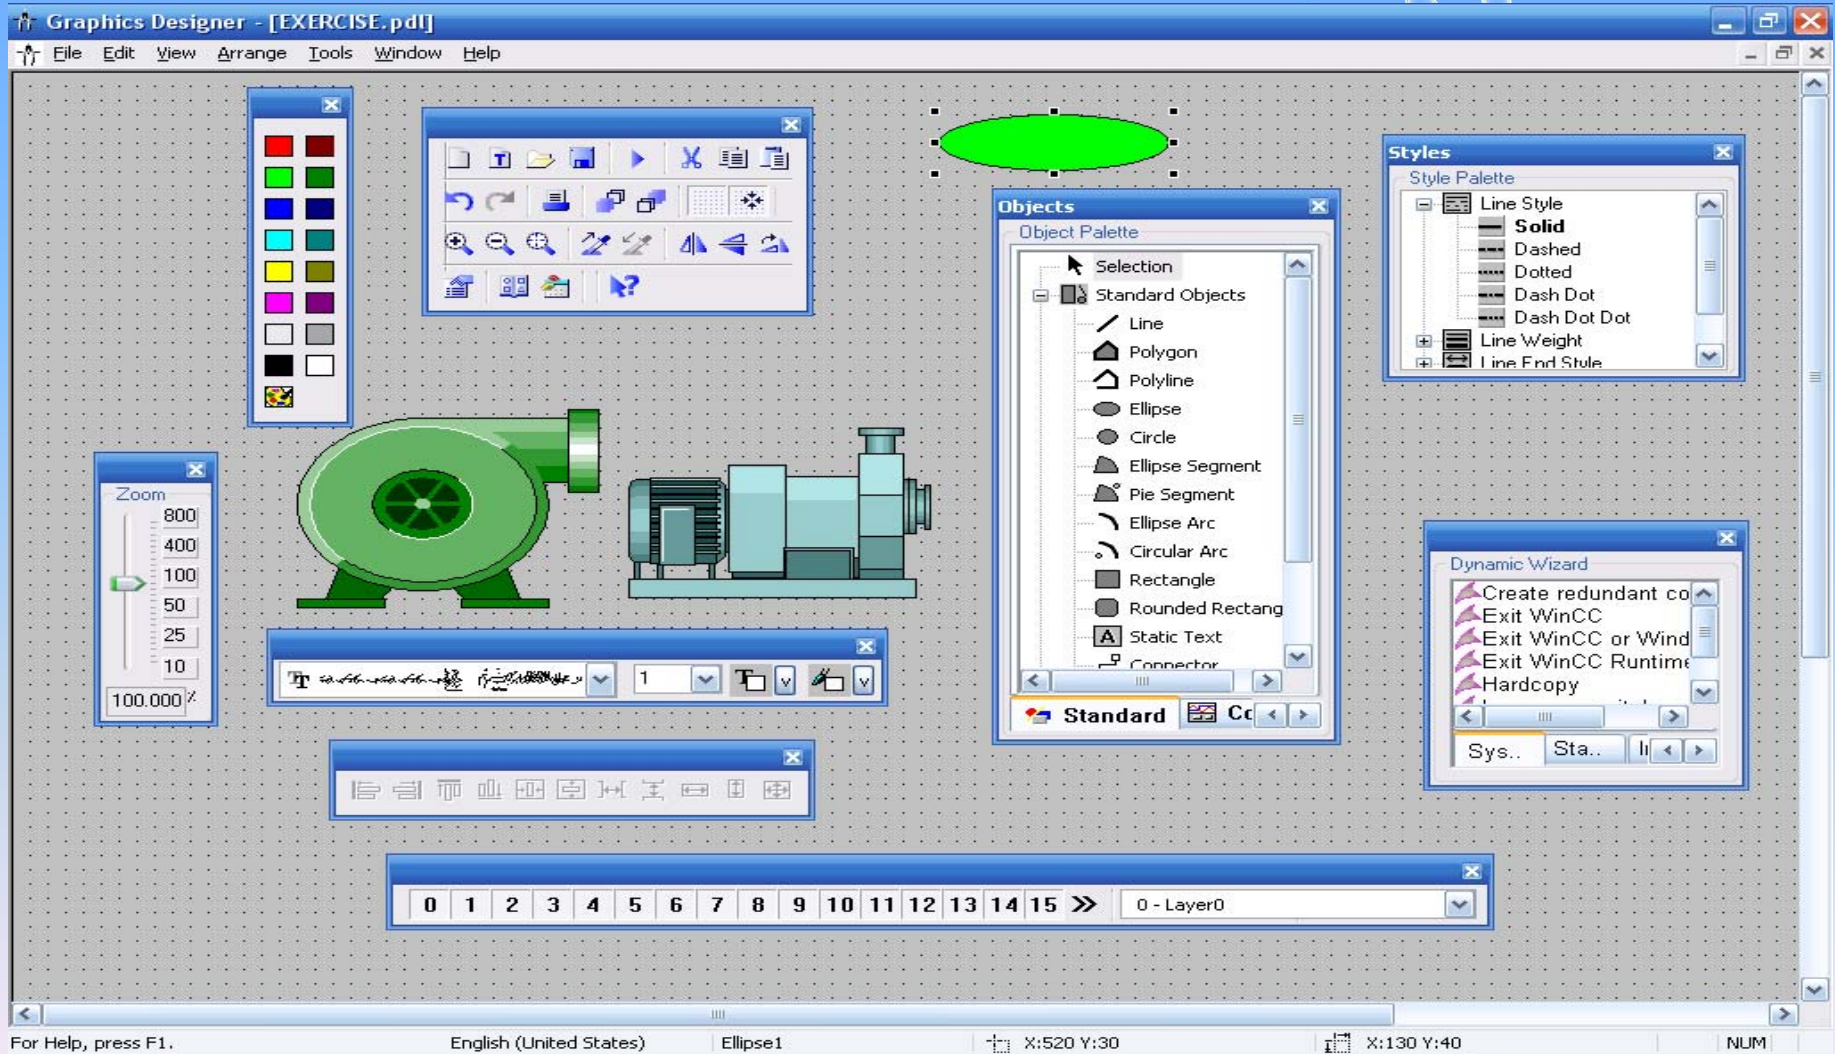 Graphics Designer - [EXERCISE.pdl]
File Edit View Arrange Tools Window Help
Styles
Style Palette
Line Style
Solid
Dashed
Dotted
Dash Dot
Dash Dot Dot
Line Weight
Line End Style
Objects
Object Palette
Selection
Standard Objects
Line
Polygon
Polyline
Ellipse
Circle
Ellipse Segment
Pie Segment
Ellipse Arc
Circular Arc
Rectangle
Rounded Rectang
Static Text
Connector
Standard
Zoom
800
400
100
50
25
10
100.000 %
1
Dynamic Wizard
Create redundant co
Exit WinCC
Exit WinCC or Wind
Exit WinCC Runtime
Hardcopy
Sys.. Sta..
0 1 2 3 4 5 6 7 8 9 10 11 12 13 14 15 0 - Layer0
For Help, press F1. English (United States) Ellipse1 X:520 Y:30 X:130 Y:40 NUM